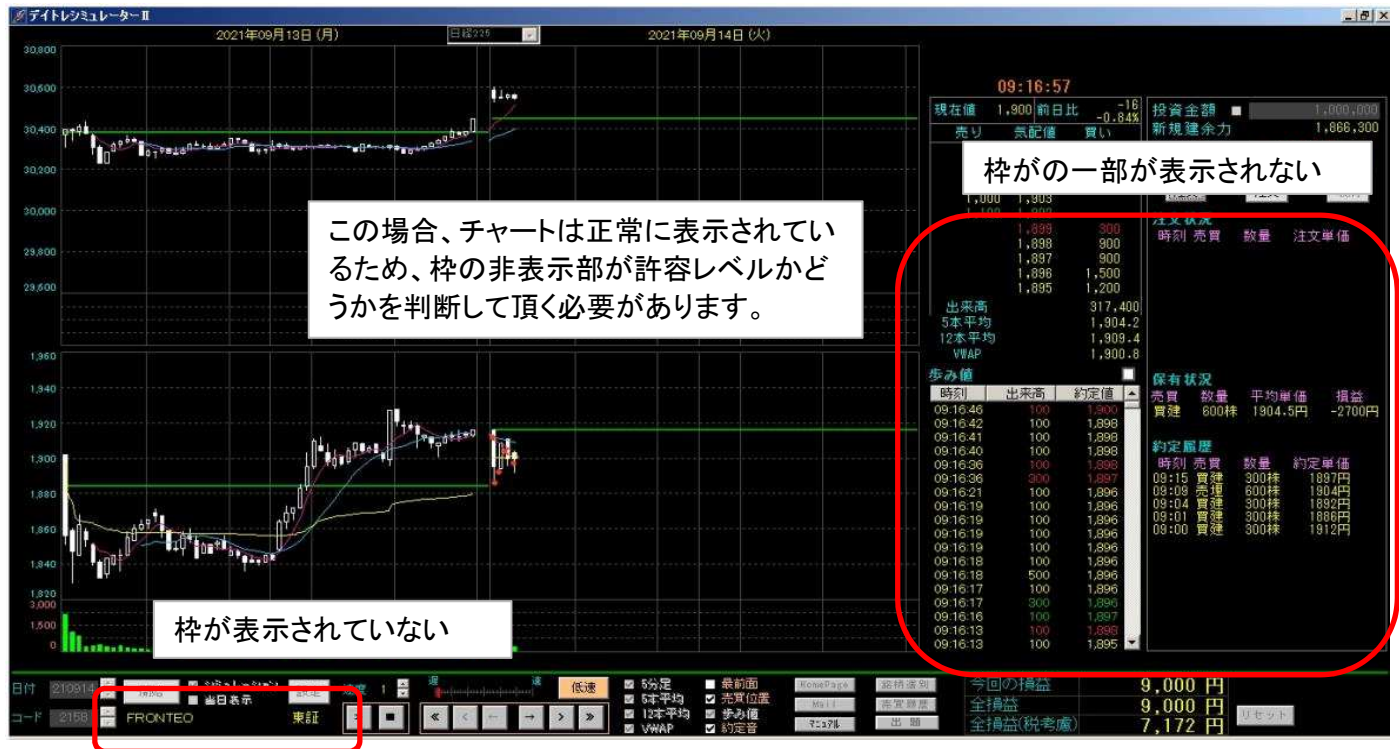 デイトレシミュレーターⅡ
2021年09月13日(月)
日経225
2021年09月14日(火)
30,800
30,600
30,400
30,200
30,000
29,800
29,600
1,960
1,940
1,920
1,900
1,880
1,860
1,840
1,820
3,000
1,500
0
この場合、チャートは正常に表示されてい
るため、枠の非表示部が許容レベルかど
うかを判断して頂く必要があります。
枠がの一部が表示されない
枠が表示されていない
09:16:57
現在値 1,900 前日比 -16
-0.84%
売り 気配値 買い
1,000 1,903
1,899 300
1,898 900
1,897 900
1,896 1,500
1,895 1,200
出来高 317,400
5本平均 1,904.2
12本平均 1,909.4
VWAP 1,900.8
歩み値
時刻 出来高 約定値
09:16:46 100 1,900
09:16:42 100 1,898
09:16:41 100 1,898
09:16:40 100 1,898
09:16:36 100 1,898
09:16:36 300 1,897
09:16:21 100 1,896
09:16:19 100 1,896
09:16:19 100 1,896
09:16:19 100 1,896
09:16:19 100 1,896
09:16:18 100 1,896
09:16:18 500 1,896
09:16:17 100 1,896
09:16:17 300 1,896
09:16:16 100 1,897
09:16:13 100 1,898
09:16:13 100 1,895
投資金額 1,000,000
新規建余力 1,866,300
注文状況
時刻 売買 数量 注文単価
保有状況
売買 数量 平均単価 損益
買建 600株 1904.5円 -2700円
約定履歴
時刻 売買 数量 約定単価
09:15 買建 300株 1897円
09:09 売埋 600株 1904円
09:04 買建 300株 1892円
09:01 買建 300株 1886円
09:00 買建 300株 1912円
日付 210914
当日表示
設定
速度 1
遅 速
低速
コード 2158
FRONTEO 東証
5分足
5本平均
12本平均
VWAP
最前面
売買位置
歩み値
約定音
HomePage
Mail
マニュアル
銘柄選別
売買履歴
出題
今回の損益 9,000 円
全損益 9,000 円
全損益(税考慮) 7,172 円
リセット